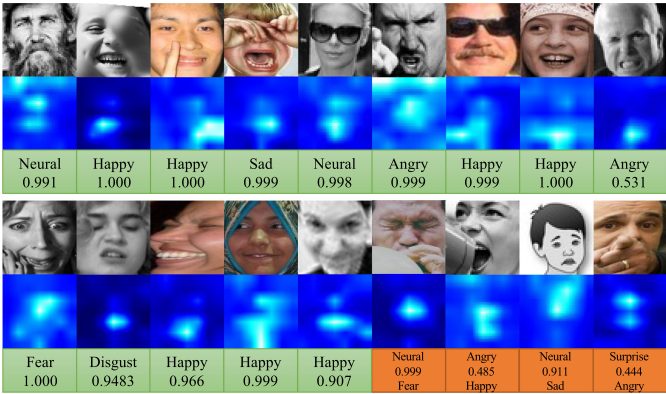 Neural Happy Happy Sad Neural Angry Happy Happy Angry
0.991 1.000 1.000 0.999 0.998 0.999 0.999 1.000 0.531
Fear Disgust Happy Happy Happy Neural Angry Neural Surprise
1.000 0.9483 0.966 0.999 0.907 0.999 0.485 0.911 0.444
Fear Happy Sad Angry